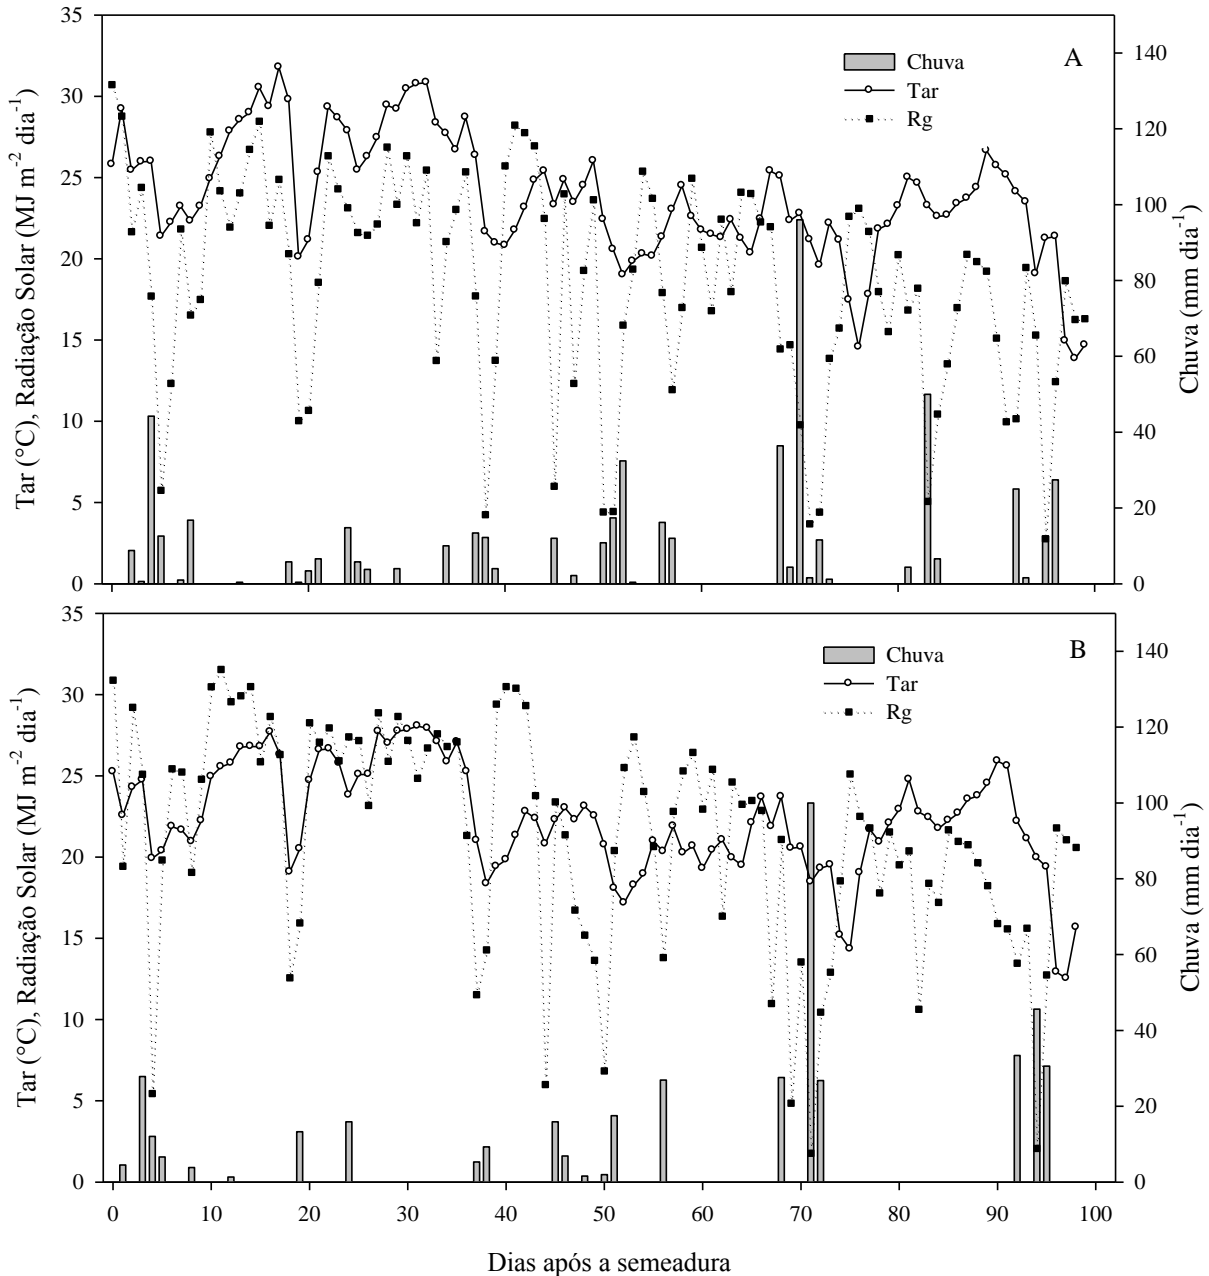 35
30
25
20
15
10
5
0
Tar (°C), Radiação Solar (MJ m⁻² dia⁻¹)
A
Chuva
Tar
Rg
140
120
100
80
60
40
20
0
Chuva (mm dia⁻¹)
35
30
25
20
15
10
5
0
Tar (°C), Radiação Solar (MJ m⁻² dia⁻¹)
B
Chuva
Tar
Rg
140
120
100
80
60
40
20
0
Chuva (mm dia⁻¹)
0 10 20 30 40 50 60 70 80 90 100
Dias após a semeadura